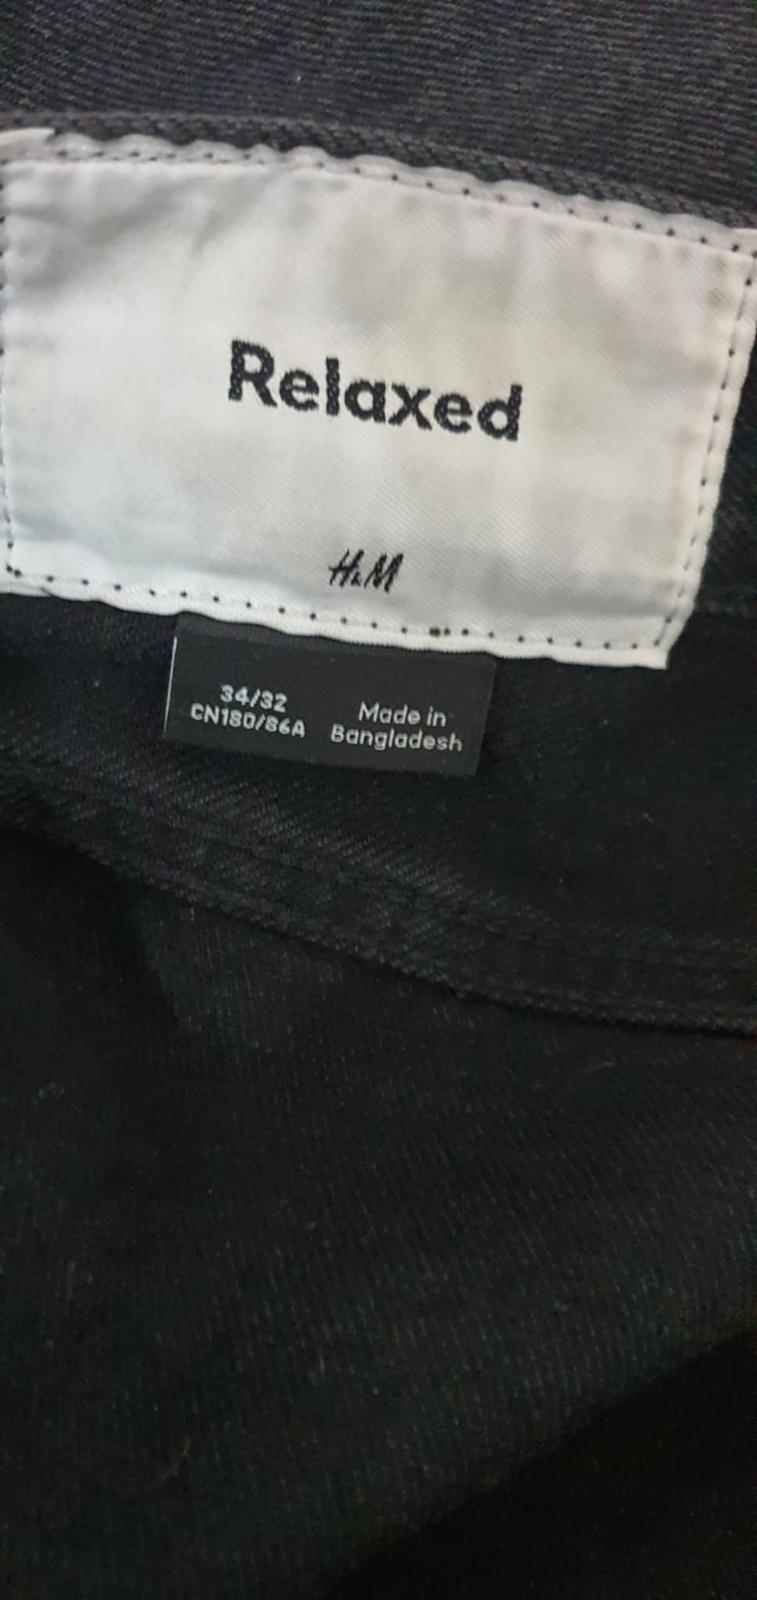 Relaxed
H&M
34/32
CN180/86A
Made in
Bangladesh